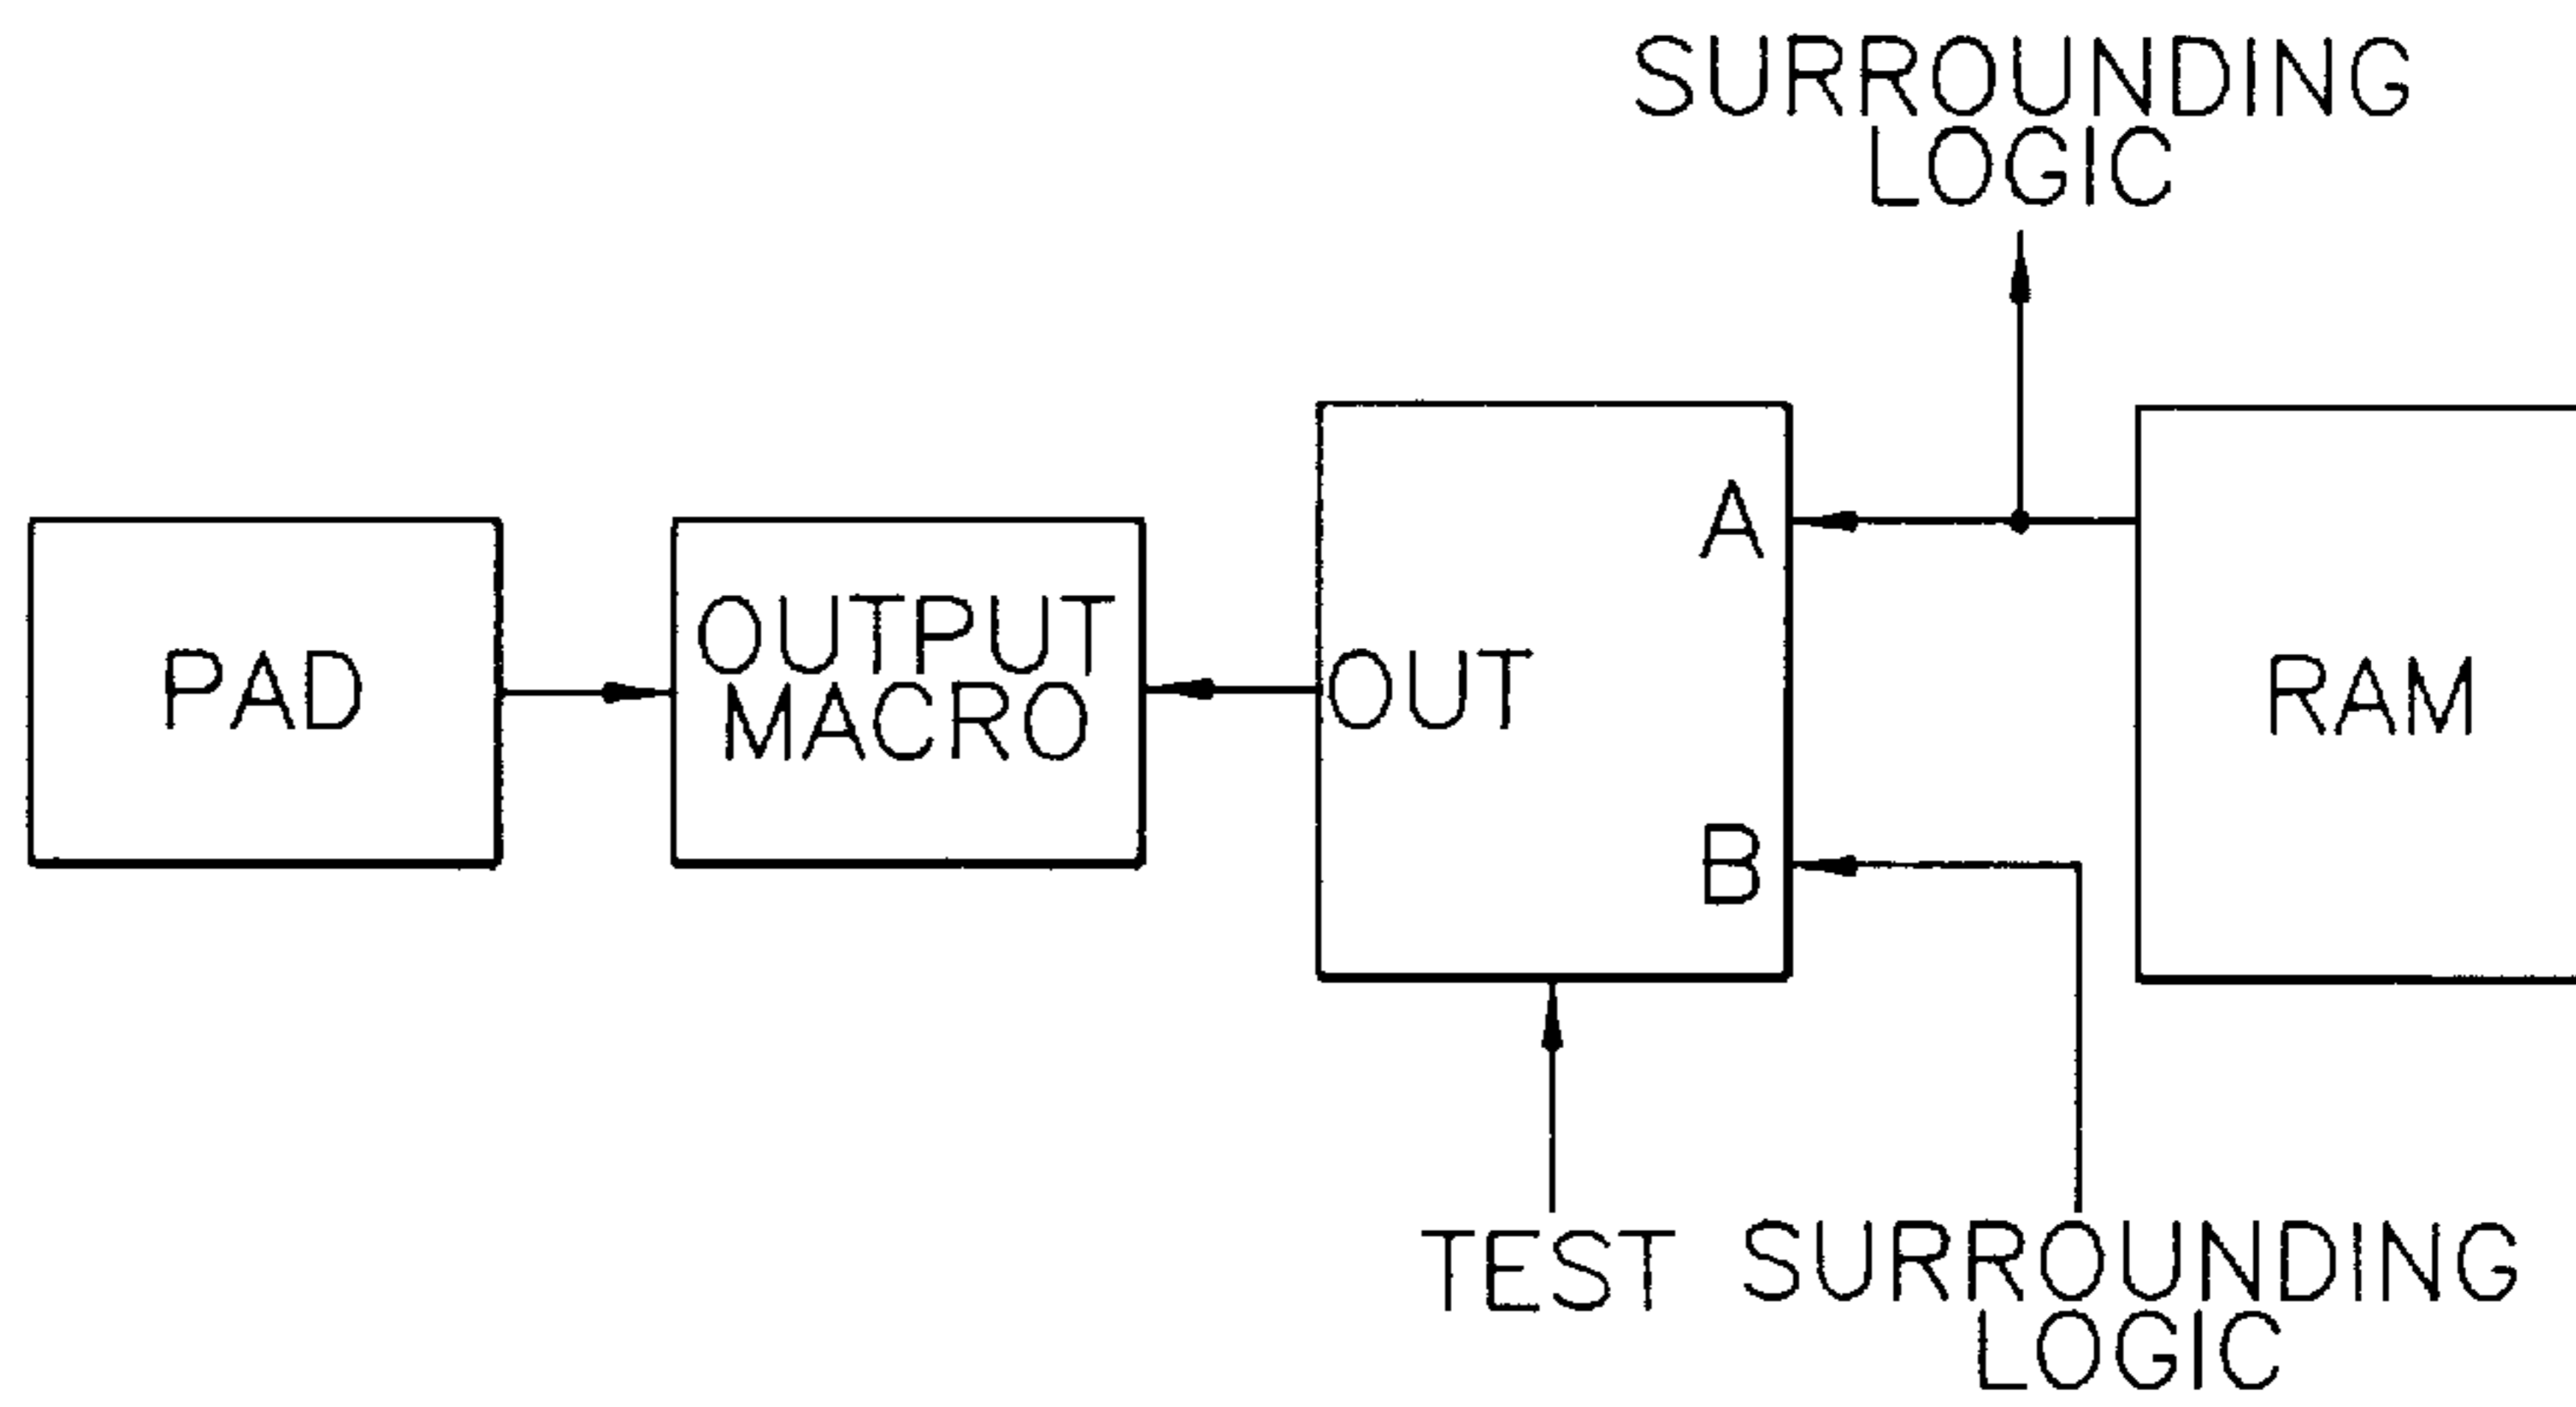 SURROUNDING
LOGIC
PAD
OUTPUT
MACRO
OUT
A
B
RAM
TEST
SURROUNDING
LOGIC